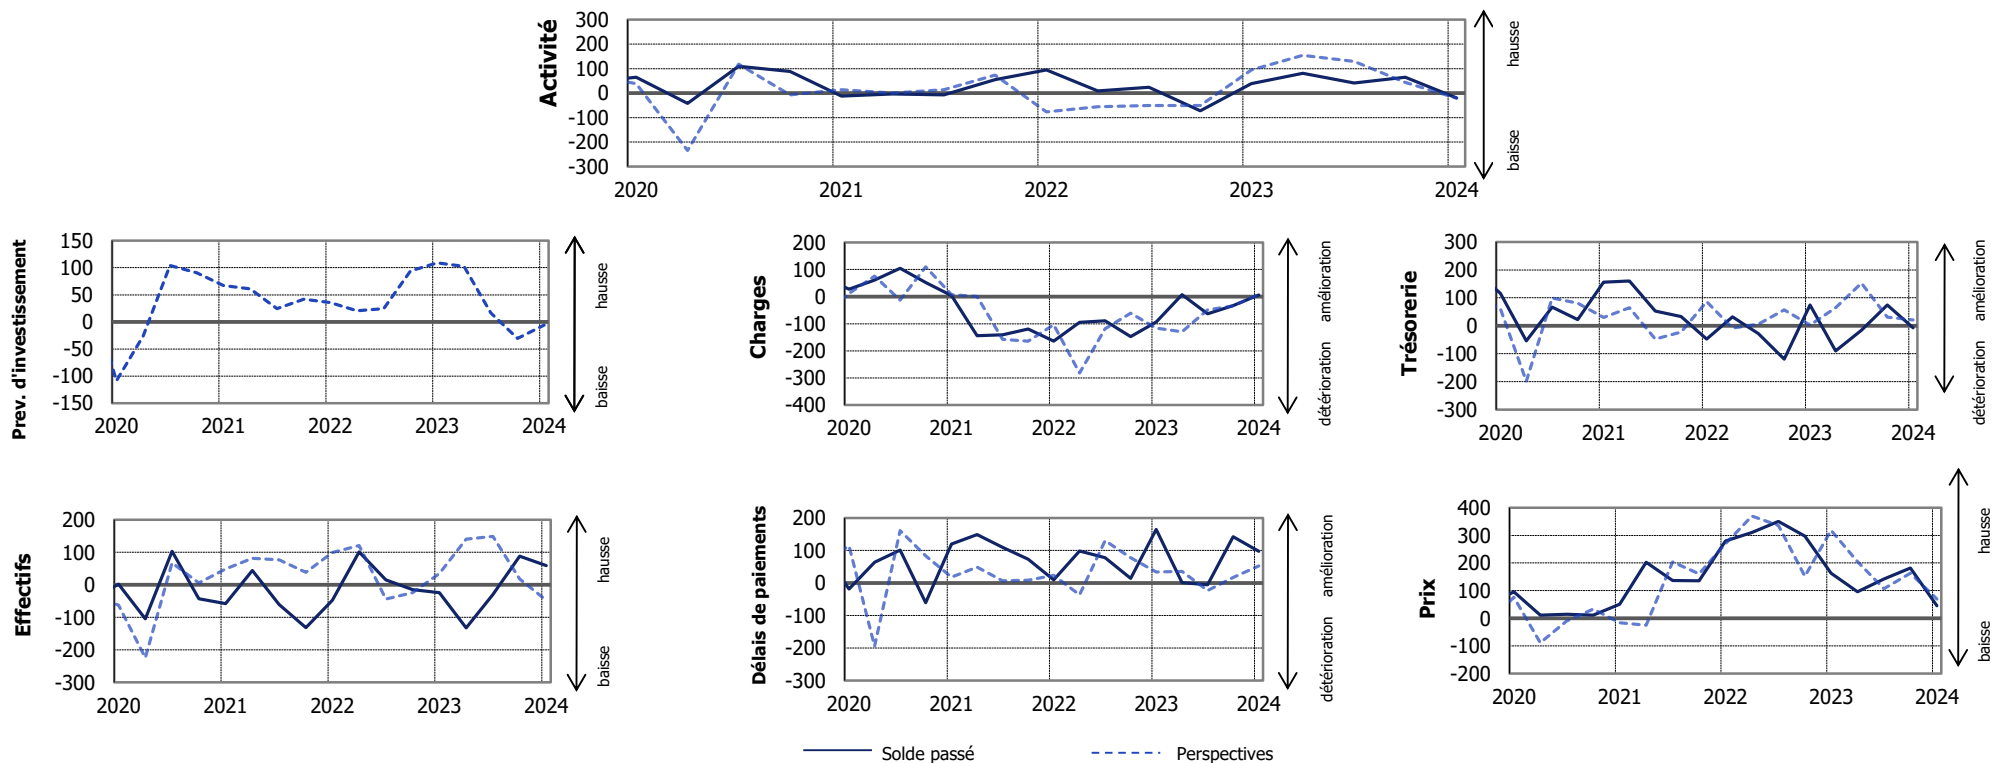 Activité
300
200
100
0
-100
-200
-300
2020 2021 2022 2023 2024
hausse
baisse
Prev. d'investissement
150
100
50
0
-50
-100
-150
2020 2021 2022 2023 2024
hausse
baisse
Charges
200
100
0
-100
-200
-300
-400
2020 2021 2022 2023 2024
amélioration
détérioration
Trésorerie
300
200
100
0
-100
-200
-300
2020 2021 2022 2023 2024
amélioration
détérioration
Effectifs
200
100
0
-100
-200
-300
2020 2021 2022 2023 2024
hausse
baisse
Délais de paiements
200
100
0
-100
-200
-300
2020 2021 2022 2023 2024
amélioration
détérioration
Prix
400
300
200
100
0
-100
-200
2020 2021 2022 2023 2024
hausse
baisse
Solde passé
Perspectives